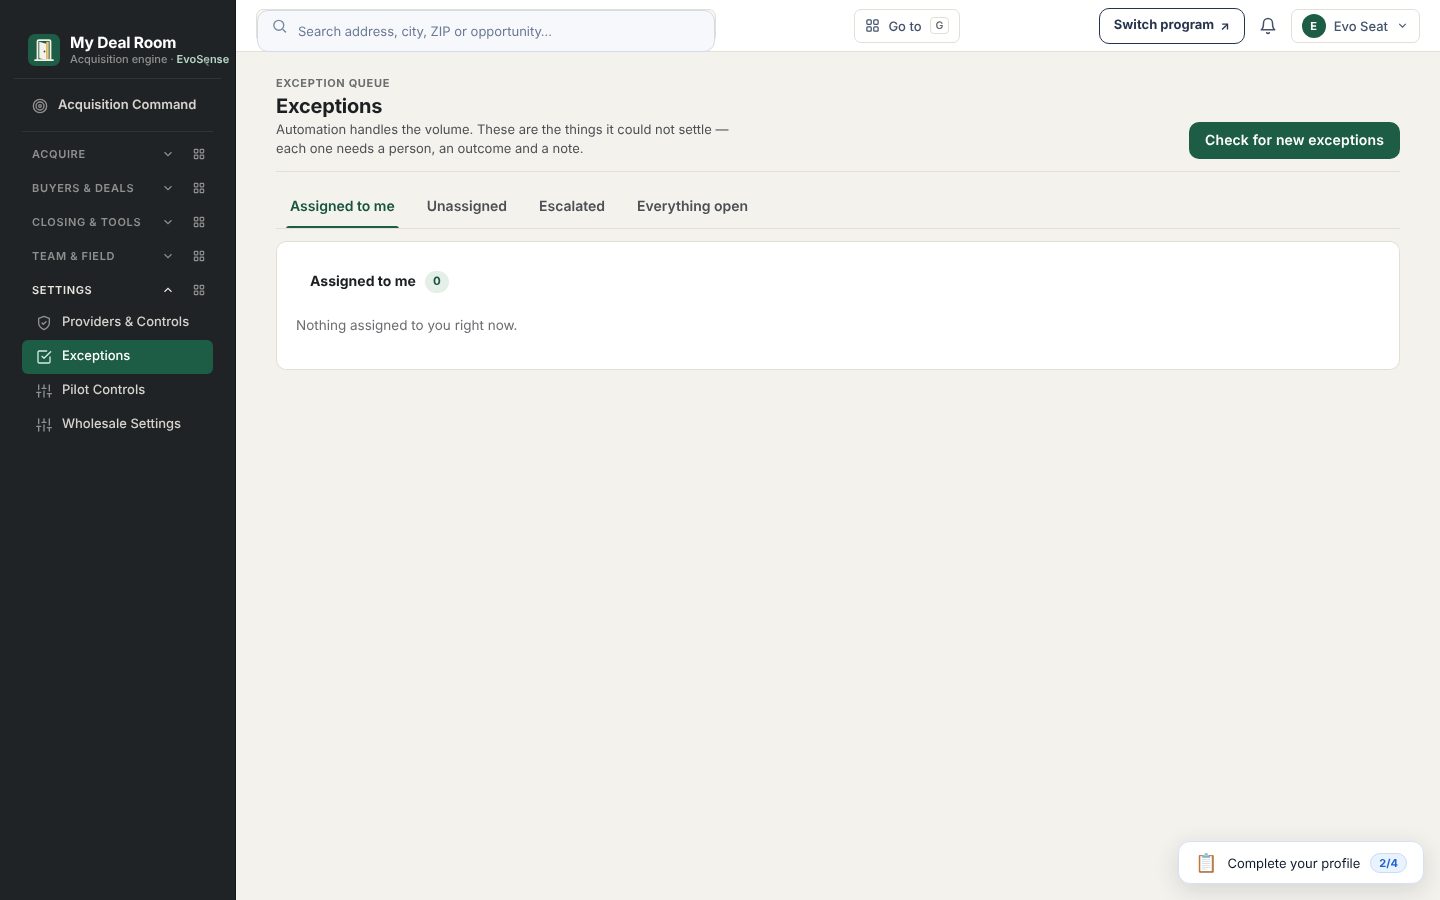 My Deal Room
Acquisition engine · EvoSense
Acquisition Command
ACQUIRE
BUYERS & DEALS
CLOSING & TOOLS
TEAM & FIELD
SETTINGS
Providers & Controls
Exceptions
Pilot Controls
Wholesale Settings
Search address, city, ZIP or opportunity...
Go to G
Switch program
E Evo Seat
EXCEPTION QUEUE
Exceptions
Automation handles the volume. These are the things it could not settle —
each one needs a person, an outcome and a note.
Check for new exceptions
Assigned to me Unassigned Escalated Everything open
Assigned to me 0
Nothing assigned to you right now.
Complete your profile 2/4